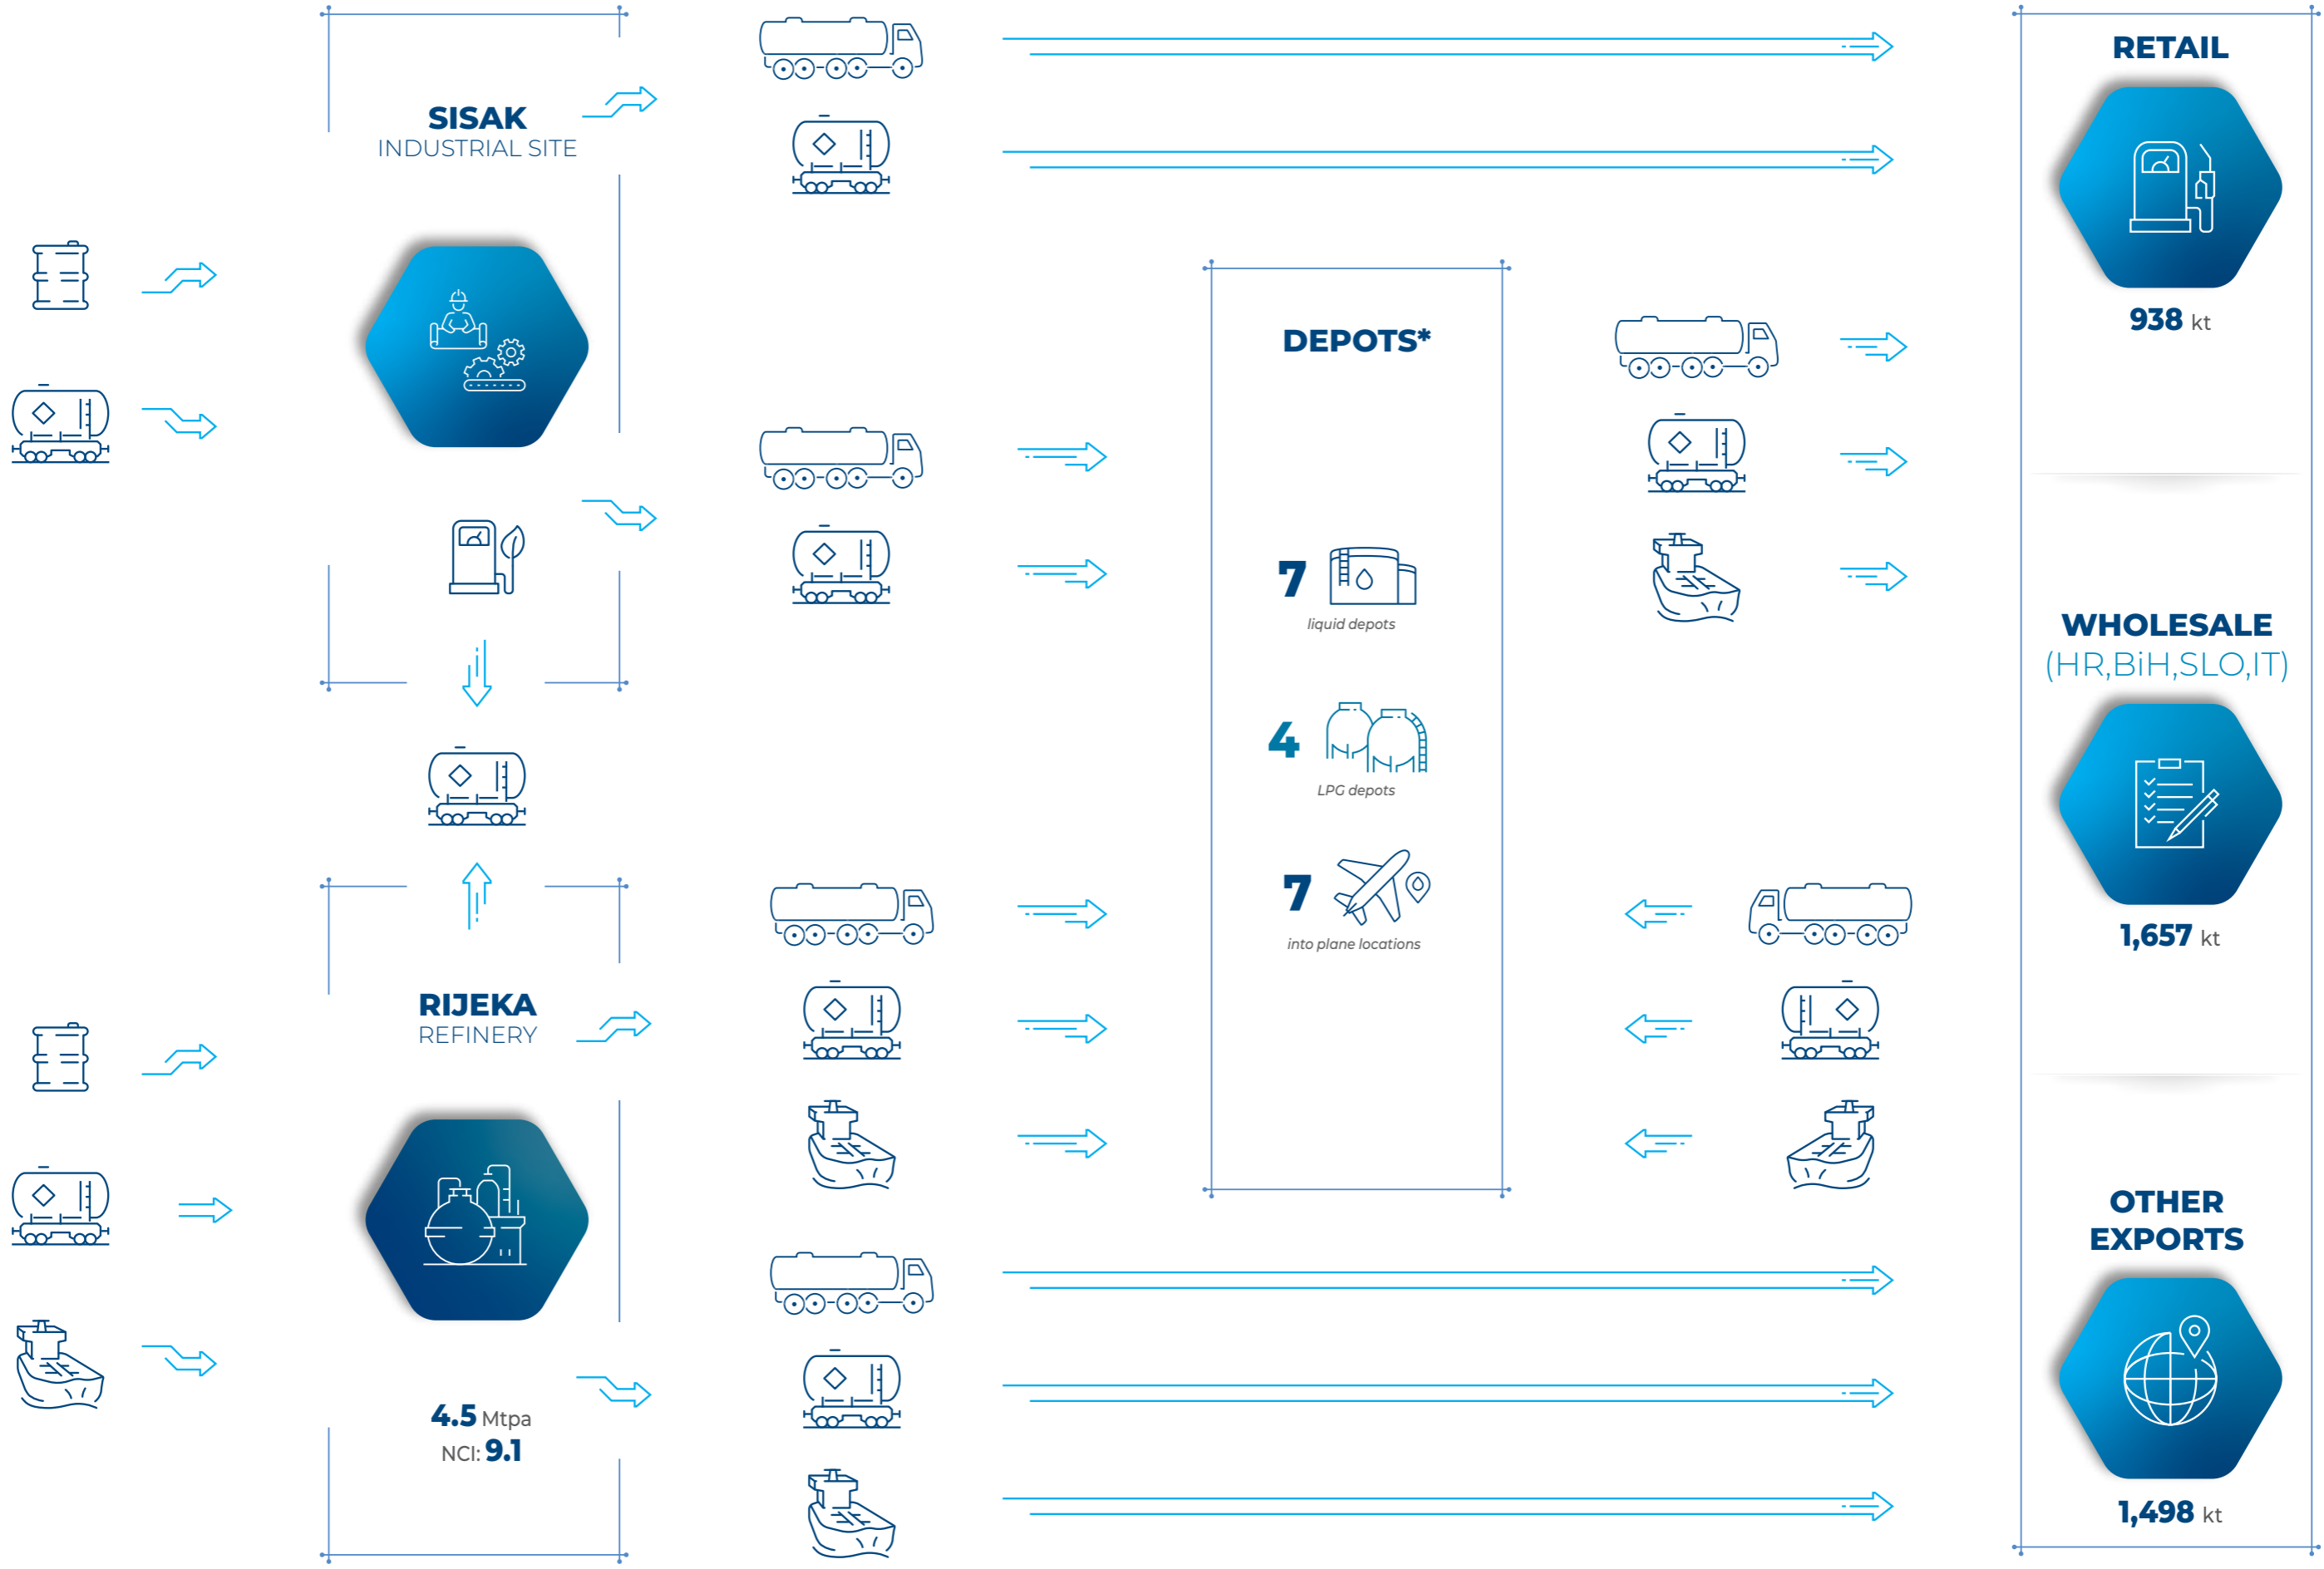 SISAK
INDUSTRIAL SITE
RIJEKA
REFINERY
4.5 Mtpa
NCI: 9.1
DEPOTS*
7
liquid depots
4
LPG depots
7
into plane locations
RETAIL
938 kt
WHOLESALE
(HR,BiH,SLO,IT)
1,657 kt
OTHER
EXPORTS
1,498 kt